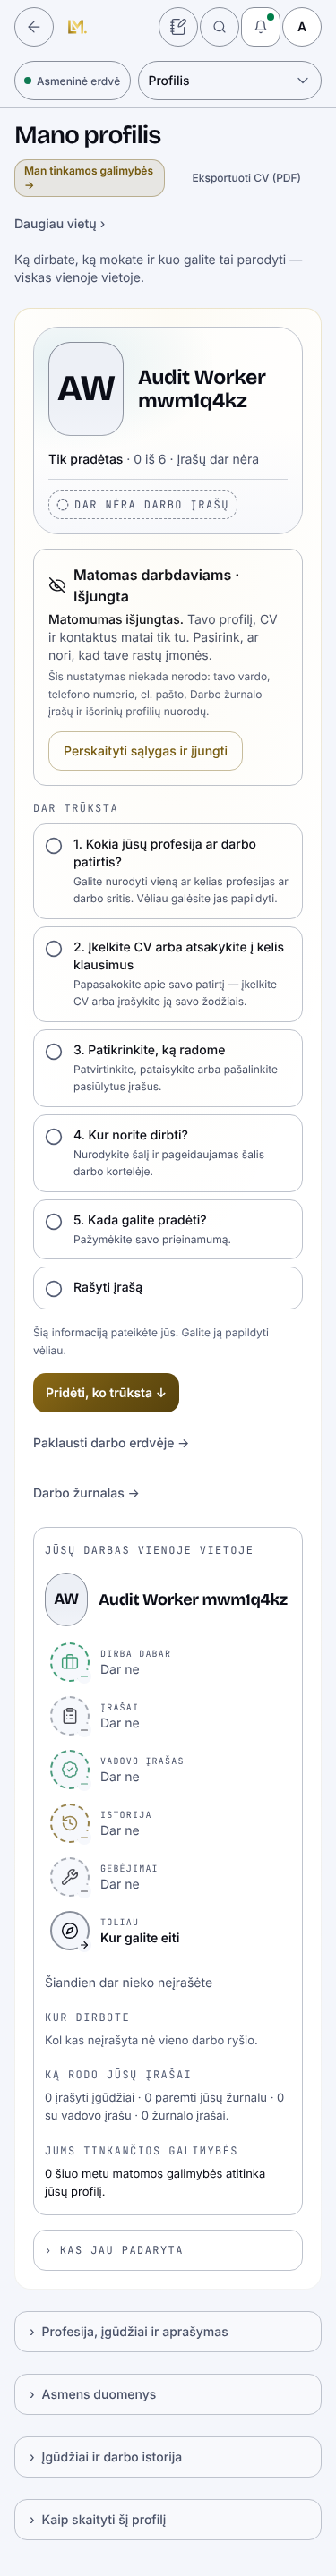 LM.
A
Asmeninė erdvė
Profilis
Mano profilis
Man tinkamos galimybės
→
Eksportuoti CV (PDF)
Daugiau vietų ›
Ką dirbate, ką mokate ir kuo galite tai parodyti —
viskas vienoje vietoje.
AW
Audit Worker
mwm1q4kz
Tik pradėtas · 0 iš 6 · Įrašų dar nėra
DAR NĖRA DARBO ĮRAŠŲ
Matomas darbdaviams ·
Išjungta
Matomumas išjungtas. Tavo profilį, CV
ir kontaktus matai tik tu. Pasirink, ar
nori, kad tave rastų įmonės.
Šis nustatymas niekada nerodo: tavo vardo,
telefono numerio, el. pašto, Darbo žurnalo
įrašų ir išorinių profilių nuorodų.
Perskaityti sąlygas ir įjungti
DAR TRŪKSTA
1. Kokia jūsų profesija ar darbo
patirtis?
Galite nurodyti vieną ar kelias profesijas ar
darbo sritis. Vėliau galėsite jas papildyti.
2. Įkelkite CV arba atsakykite į kelis
klausimus
Papasakokite apie savo patirtį — įkelkite
CV arba įrašykite ją savo žodžiais.
3. Patikrinkite, ką radome
Patvirtinkite, pataisykite arba pašalinkite
pasiūlytus įrašus.
4. Kur norite dirbti?
Nurodykite šalį ir pageidaujamas šalis
darbo kortelėje.
5. Kada galite pradėti?
Pažymėkite savo prieinamumą.
Rašyti įrašą
Šią informaciją pateikėte jūs. Galite ją papildyti
vėliau.
Pridėti, ko trūksta ↓
Paklausti darbo erdvėje →
Darbo žurnalas →
JŪSŲ DARBAS VIENOJE VIETOJE
AW
Audit Worker mwm1q4kz
DIRBA DABAR
Dar ne
ĮRAŠAI
Dar ne
VADOVO ĮRAŠAS
Dar ne
ISTORIJA
Dar ne
GEBĖJIMAI
Dar ne
TOLIAU
Kur galite eiti
Šiandien dar nieko neįrašėte
KUR DIRBOTE
Kol kas neįrašyta nė vieno darbo ryšio.
KĄ RODO JŪSŲ ĮRAŠAI
0 įrašyti įgūdžiai · 0 paremti jūsų žurnalu · 0
su vadovo įrašu · 0 žurnalo įrašai.
JUMS TINKANČIOS GALIMYBĖS
0 šiuo metu matomos galimybės atitinka
jūsų profilį.
› KAS JAU PADARYTA
› Profesija, įgūdžiai ir aprašymas
› Asmens duomenys
› Įgūdžiai ir darbo istorija
› Kaip skaityti šį profilį